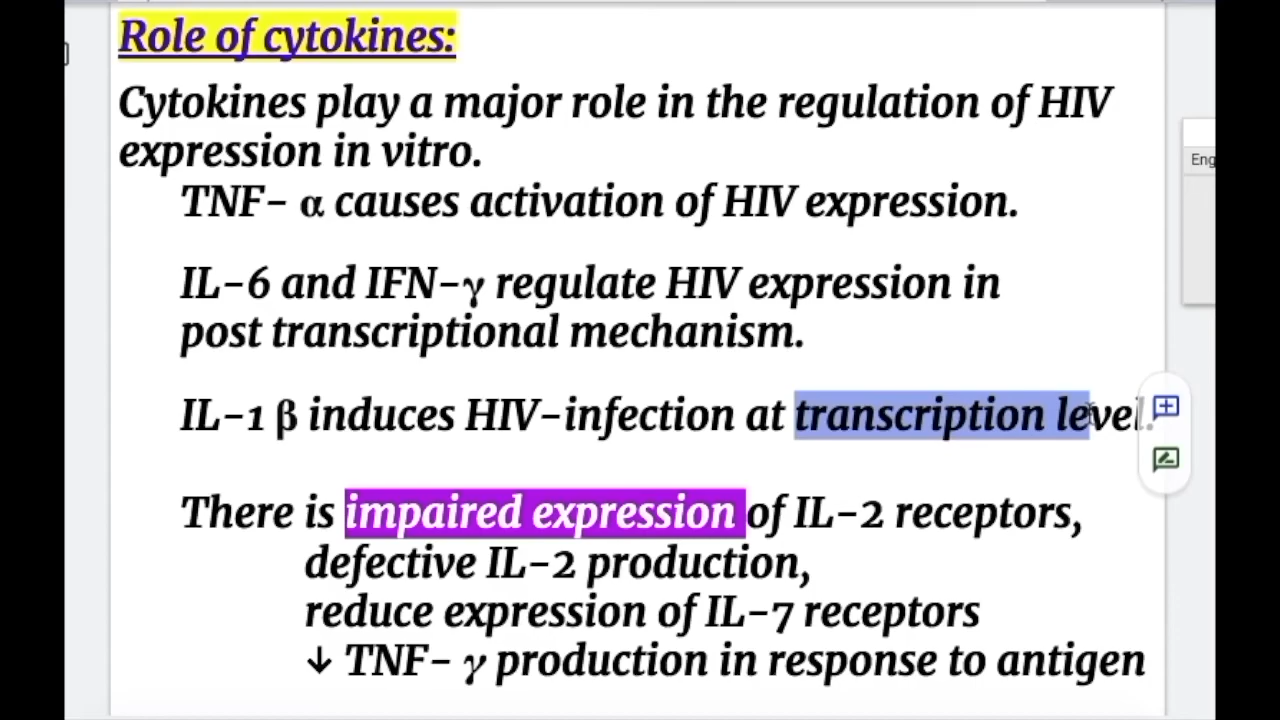 Role of cytokines:
Cytokines play a major role in the regulation of HIV
expression in vitro.
TNF- α causes activation of HIV expression.
IL-6 and IFN-γ regulate HIV expression in
post transcriptional mechanism.
IL-1 β induces HIV-infection at transcription level.
Eng
There is impaired expression of IL-2 receptors,
defective IL-2 production,
reduce expression of IL-7 receptors
↓ TNF- γ production in response to antigen